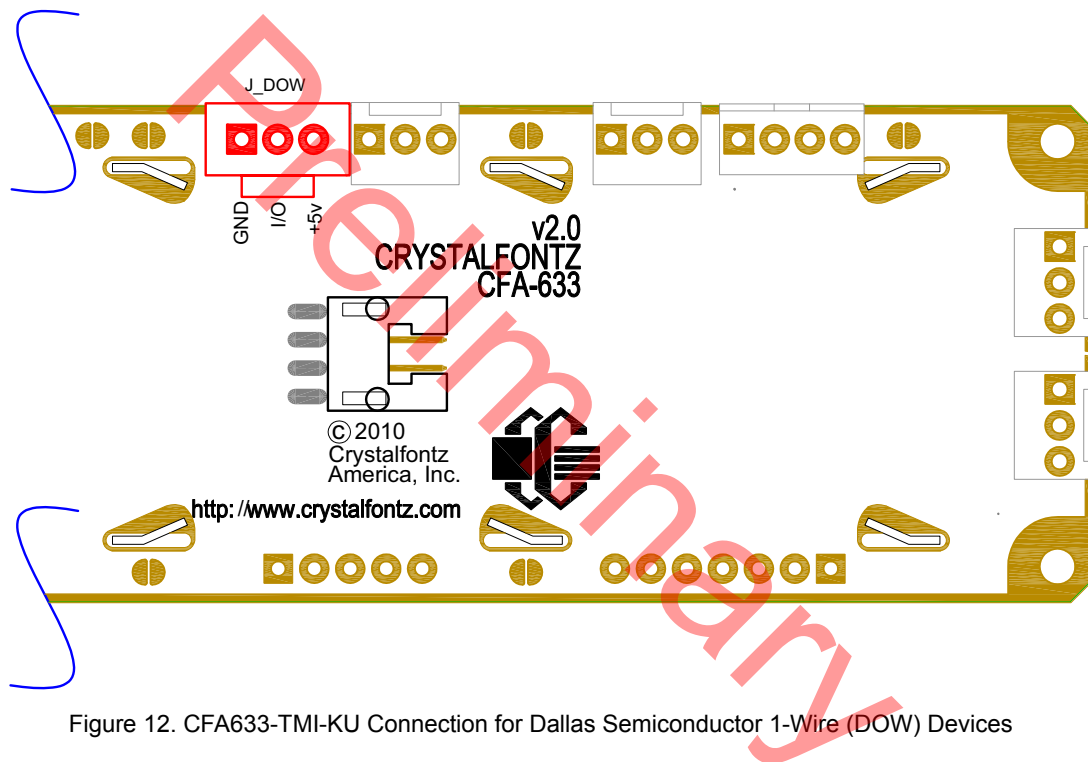 J_DOW
GND
I/O
+5v
v2.0
CRYSTALFONTZ
CFA-633
© 2010
Crystalfontz
America, Inc.
http://www.crystalfontz.com
Preliminary
Figure 12. CFA633-TMI-KU Connection for Dallas Semiconductor 1-Wire (DOW) Devices